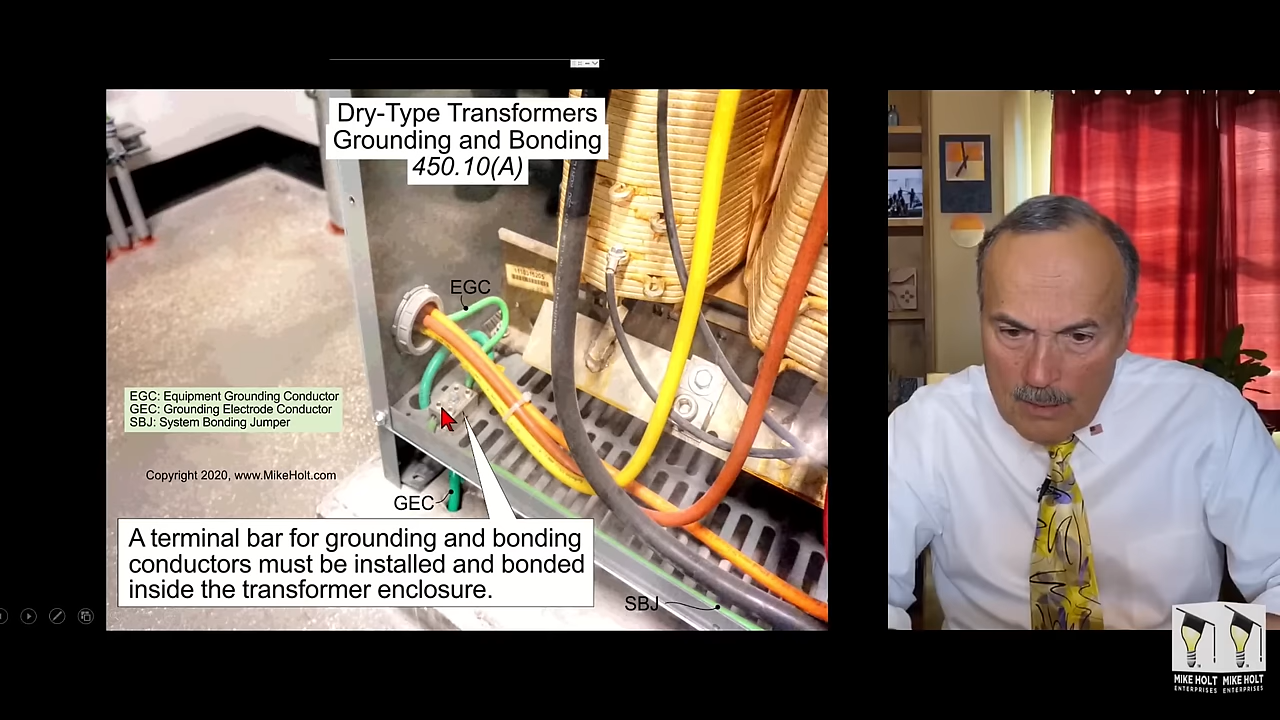 Dry-Type Transformers
Grounding and Bonding
450.10(A)
EGC
EGC: Equipment Grounding Conductor
GEC: Grounding Electrode Conductor
SBJ: System Bonding Jumper
Copyright 2020, www.MikeHolt.com
GEC
A terminal bar for grounding and bonding
conductors must be installed and bonded
inside the transformer enclosure.
SBJ
MIKE HOLT MIKE HOLT
ENTERPRISES ENTERPRISES